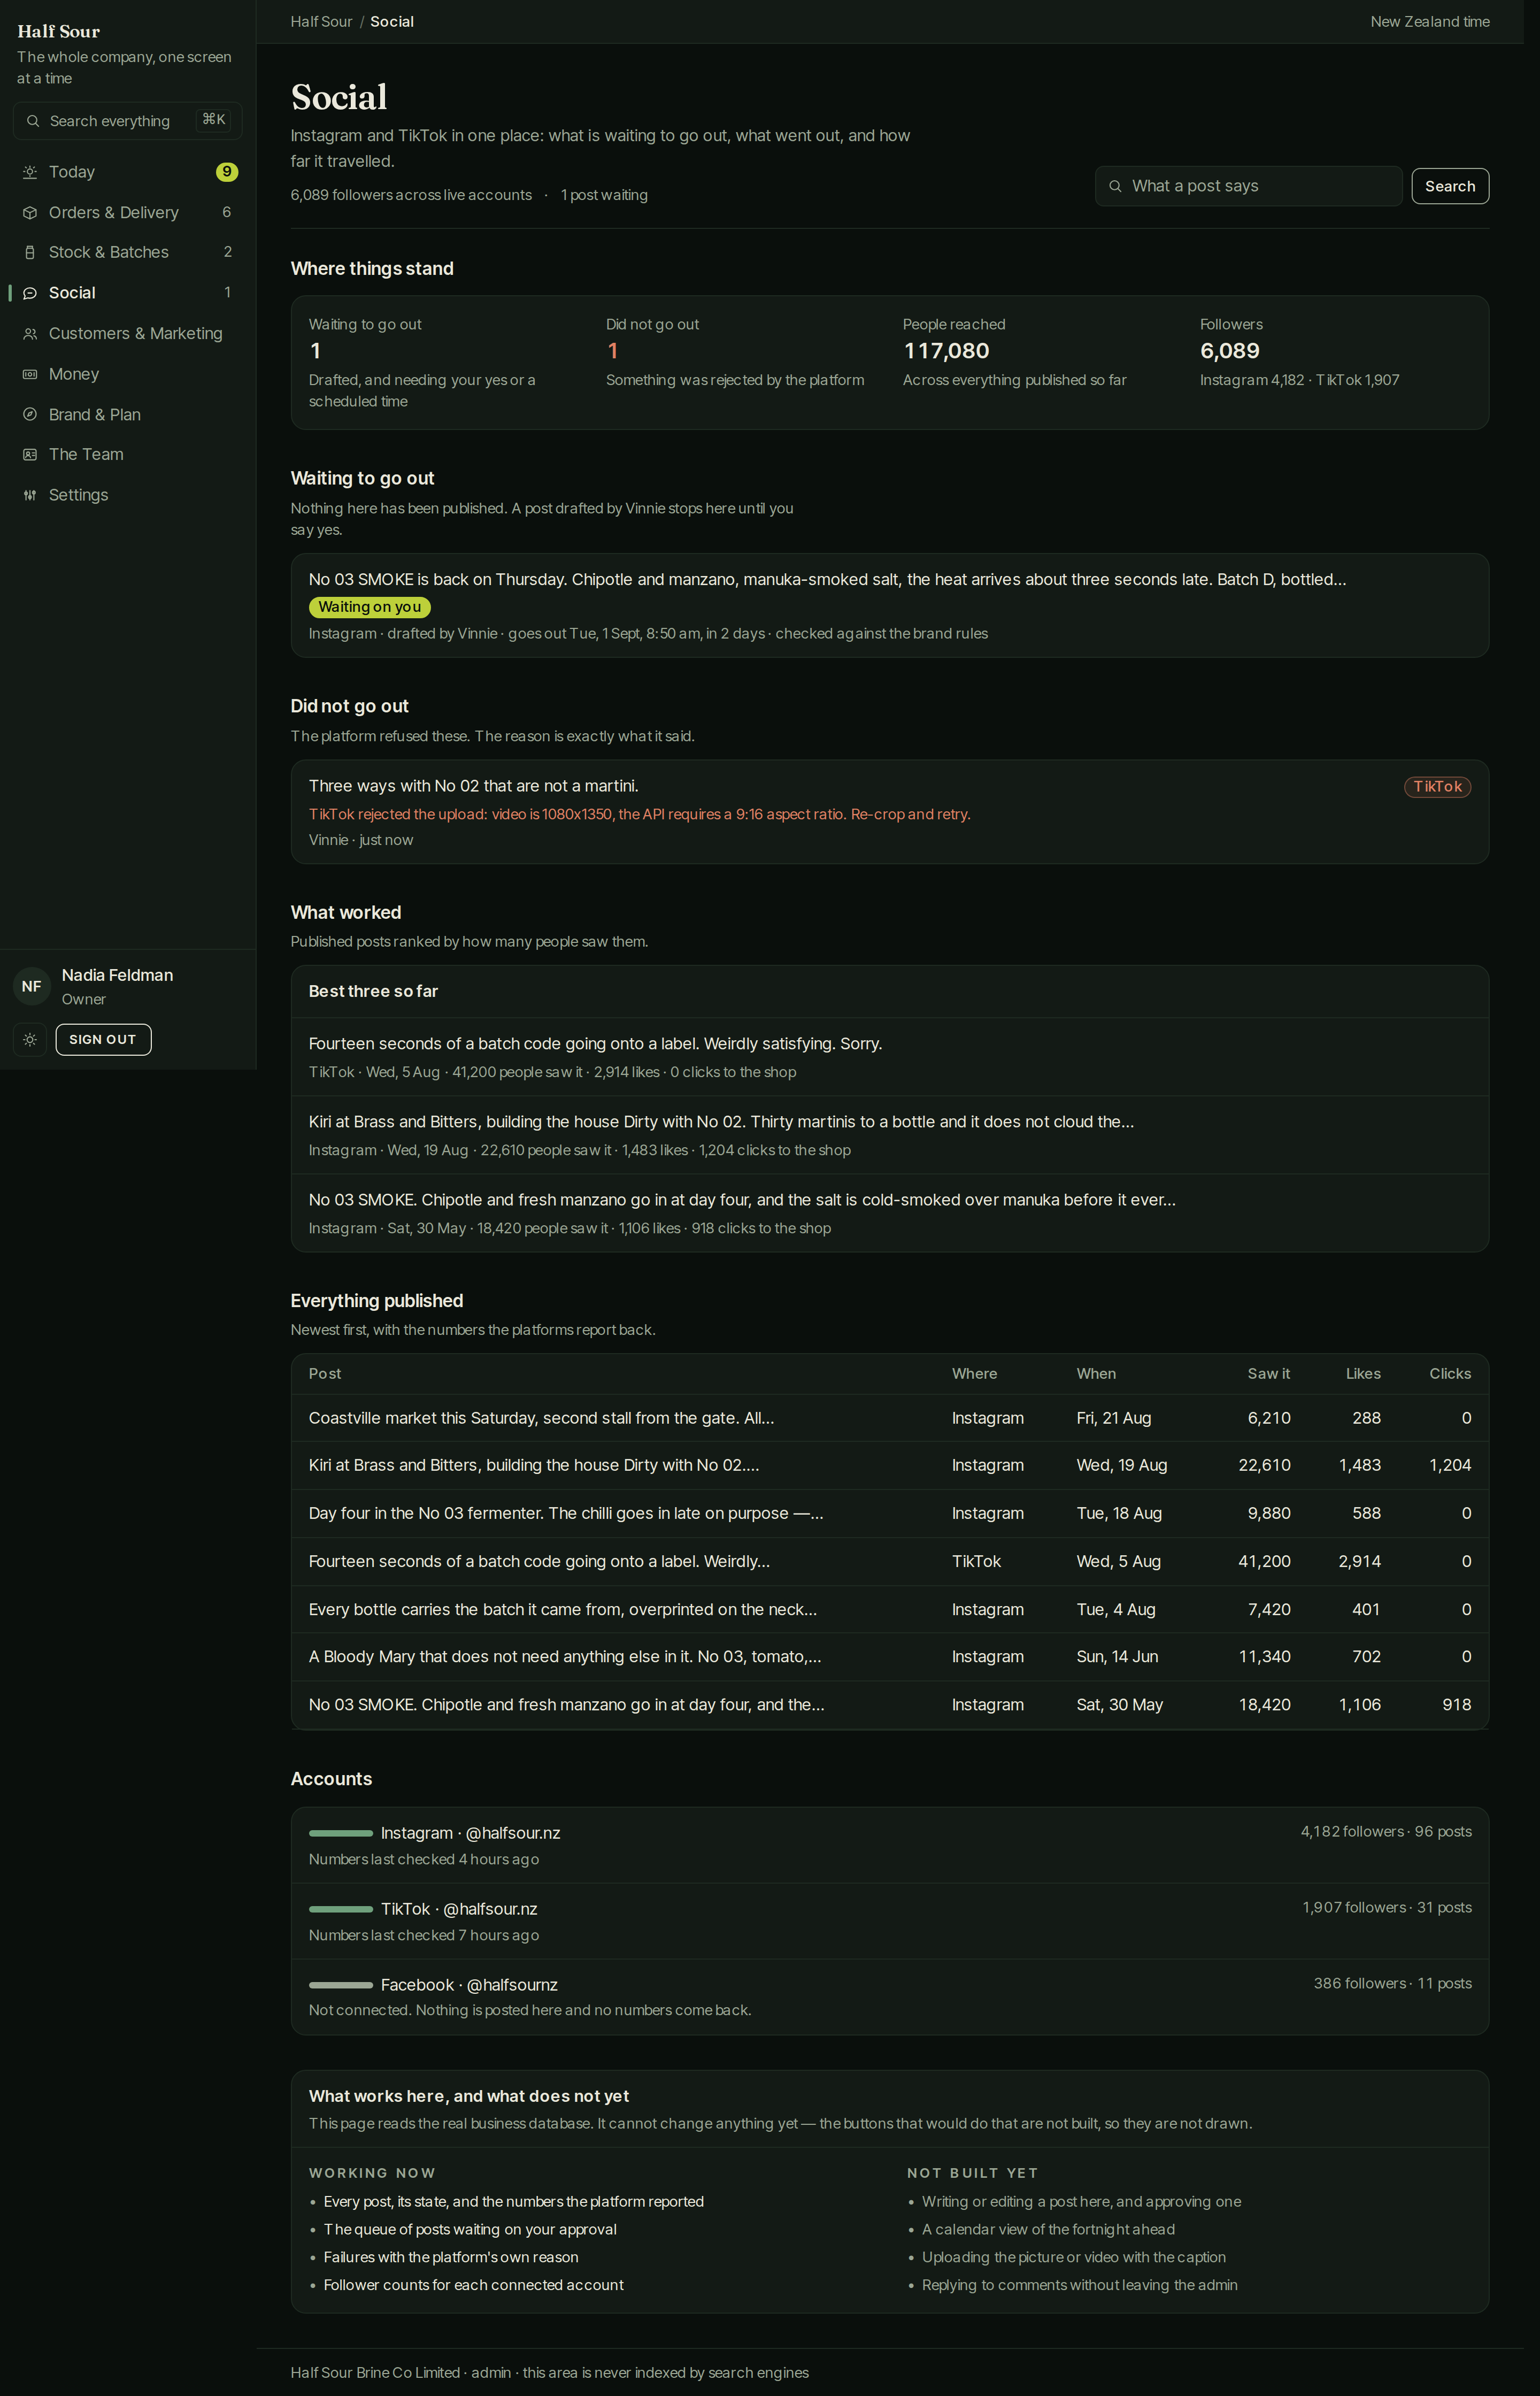 Half Sour
The whole company, one screen
at a time
Search everything ⌘K
Today 9
Orders & Delivery 6
Stock & Batches 2
Social 1
Customers & Marketing
Money
Brand & Plan
The Team
Settings
NF
Nadia Feldman
Owner
SIGN OUT
Half Sour / Social
New Zealand time
Social
Instagram and TikTok in one place: what is waiting to go out, what went out, and how
far it travelled.
6,089 followers across live accounts · 1 post waiting
What a post says
Search
Where things stand
Waiting to go out
1
Drafted, and needing your yes or a
scheduled time
Did not go out
1
Something was rejected by the platform
People reached
117,080
Across everything published so far
Followers
6,089
Instagram 4,182 · TikTok 1,907
Waiting to go out
Nothing here has been published. A post drafted by Vinnie stops here until you
say yes.
No 03 SMOKE is back on Thursday. Chipotle and manzano, manuka-smoked salt, the heat arrives about three seconds late. Batch D, bottled…
Waiting on you
Instagram · drafted by Vinnie · goes out Tue, 1 Sept, 8:50 am, in 2 days · checked against the brand rules
Did not go out
The platform refused these. The reason is exactly what it said.
Three ways with No 02 that are not a martini.
TikTok
TikTok rejected the upload: video is 1080x1350, the API requires a 9:16 aspect ratio. Re-crop and retry.
Vinnie · just now
What worked
Published posts ranked by how many people saw them.
Best three so far
Fourteen seconds of a batch code going onto a label. Weirdly satisfying. Sorry.
TikTok · Wed, 5 Aug · 41,200 people saw it · 2,914 likes · 0 clicks to the shop
Kiri at Brass and Bitters, building the house Dirty with No 02. Thirty martinis to a bottle and it does not cloud the…
Instagram · Wed, 19 Aug · 22,610 people saw it · 1,483 likes · 1,204 clicks to the shop
No 03 SMOKE. Chipotle and fresh manzano go in at day four, and the salt is cold-smoked over manuka before it ever…
Instagram · Sat, 30 May · 18,420 people saw it · 1,106 likes · 918 clicks to the shop
Everything published
Newest first, with the numbers the platforms report back.
Post Where When Saw it Likes Clicks
Coastville market this Saturday, second stall from the gate. All… Instagram Fri, 21 Aug 6,210 288 0
Kiri at Brass and Bitters, building the house Dirty with No 02.… Instagram Wed, 19 Aug 22,610 1,483 1,204
Day four in the No 03 fermenter. The chilli goes in late on purpose —… Instagram Tue, 18 Aug 9,880 588 0
Fourteen seconds of a batch code going onto a label. Weirdly… TikTok Wed, 5 Aug 41,200 2,914 0
Every bottle carries the batch it came from, overprinted on the neck… Instagram Tue, 4 Aug 7,420 401 0
A Bloody Mary that does not need anything else in it. No 03, tomato,… Instagram Sun, 14 Jun 11,340 702 0
No 03 SMOKE. Chipotle and fresh manzano go in at day four, and the… Instagram Sat, 30 May 18,420 1,106 918
Accounts
Instagram · @halfsour.nz
4,182 followers · 96 posts
Numbers last checked 4 hours ago
TikTok · @halfsour.nz
1,907 followers · 31 posts
Numbers last checked 7 hours ago
Facebook · @halfsournz
386 followers · 11 posts
Not connected. Nothing is posted here and no numbers come back.
What works here, and what does not yet
This page reads the real business database. It cannot change anything yet — the buttons that would do that are not built, so they are not drawn.
WORKING NOW
• Every post, its state, and the numbers the platform reported
• The queue of posts waiting on your approval
• Failures with the platform's own reason
• Follower counts for each connected account
NOT BUILT YET
• Writing or editing a post here, and approving one
• A calendar view of the fortnight ahead
• Uploading the picture or video with the caption
• Replying to comments without leaving the admin
Half Sour Brine Co Limited · admin · this area is never indexed by search engines